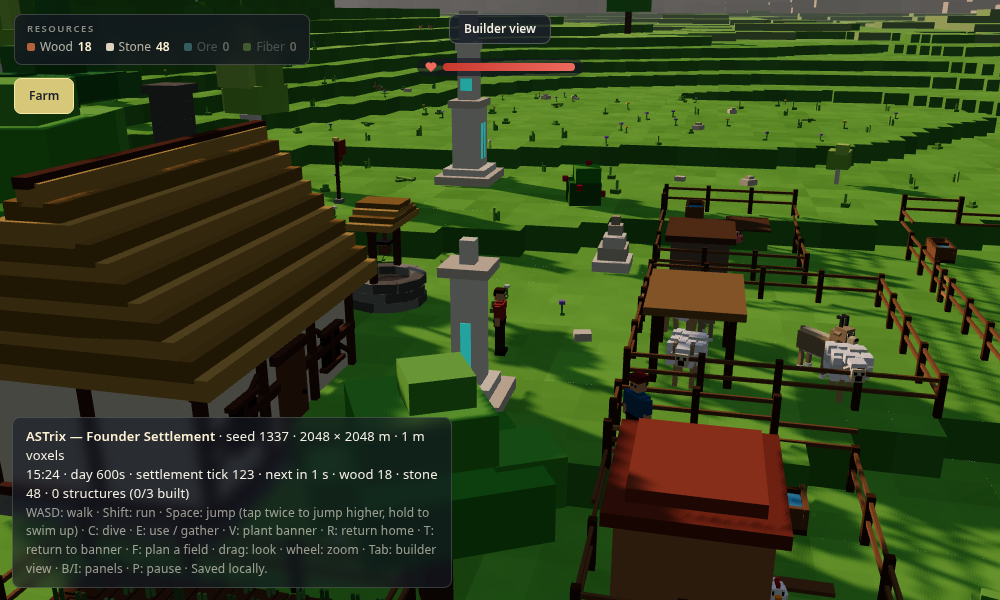 RESOURCES
Wood 18 Stone 48 Ore 0 Fiber 0
Builder view
Farm
ASTrix — Founder Settlement · seed 1337 · 2048 × 2048 m · 1 m
voxels
15:24 · day 600s · settlement tick 123 · next in 1 s · wood 18 · stone
48 · 0 structures (0/3 built)
WASD: walk · Shift: run · Space: jump (tap twice to jump higher, hold to
swim up) · C: dive · E: use / gather · V: plant banner · R: return home · T:
return to banner · F: plan a field · drag: look · wheel: zoom · Tab: builder
view · B/I: panels · P: pause · Saved locally.